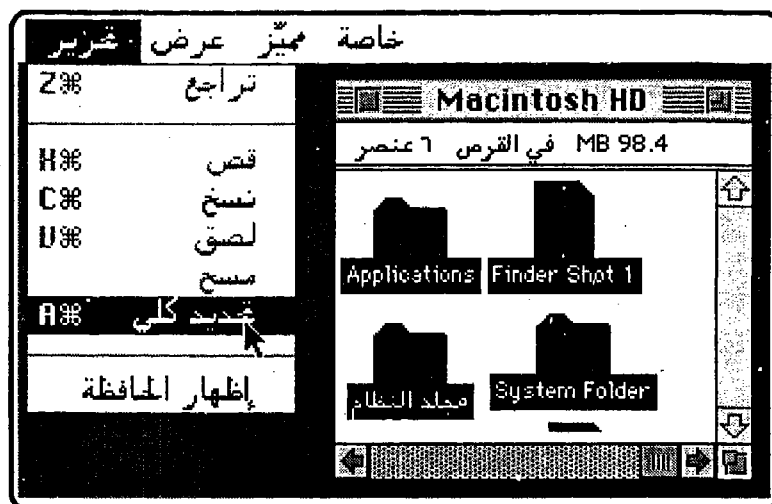 خاصة مميّز عرض تحرير
تراجع ⌘Z
قص ⌘X
نسخ ⌘C
لصق ⌘V
مسح
تحديد كلي ⌘A
إظهار الحافظة
Macintosh HD
٦ عنصر في القرص 98.4 MB
Applications Finder Shot 1
مجلد النظام System Folder